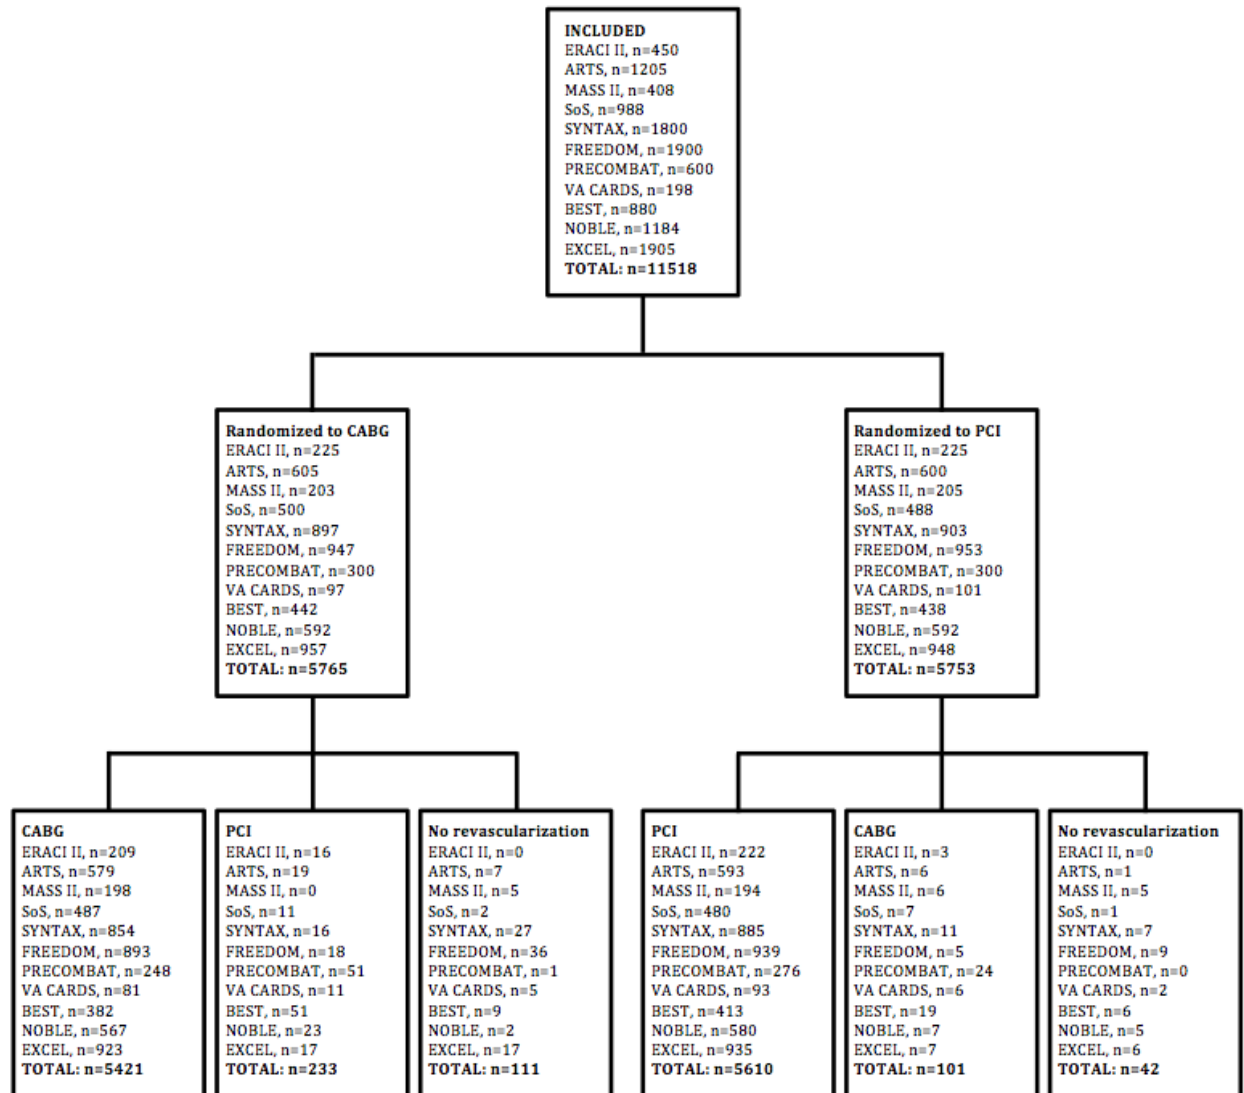 INCLUDED
ERACI II, n=450
ARTS, n=1205
MASS II, n=408
SoS, n=988
SYNTAX, n=1800
FREEDOM, n=1900
PRECOMBAT, n=600
VA CARDS, n=198
BEST, n=880
NOBLE, n=1184
EXCEL, n=1905
TOTAL: n=11518
Randomized to CABG
ERACI II, n=225
ARTS, n=605
MASS II, n=203
SoS, n=500
SYNTAX, n=897
FREEDOM, n=947
PRECOMBAT, n=300
VA CARDS, n=97
BEST, n=442
NOBLE, n=592
EXCEL, n=957
TOTAL: n=5765
Randomized to PCI
ERACI II, n=225
ARTS, n=600
MASS II, n=205
SoS, n=488
SYNTAX, n=903
FREEDOM, n=953
PRECOMBAT, n=300
VA CARDS, n=101
BEST, n=438
NOBLE, n=592
EXCEL, n=948
TOTAL: n=5753
CABG
ERACI II, n=209
ARTS, n=579
MASS II, n=198
SoS, n=487
SYNTAX, n=854
FREEDOM, n=893
PRECOMBAT, n=248
VA CARDS, n=81
BEST, n=382
NOBLE, n=567
EXCEL, n=923
TOTAL: n=5421
PCI
ERACI II, n=16
ARTS, n=19
MASS II, n=0
SoS, n=11
SYNTAX, n=16
FREEDOM, n=18
PRECOMBAT, n=51
VA CARDS, n=11
BEST, n=51
NOBLE, n=23
EXCEL, n=17
TOTAL: n=233
No revascularization
ERACI II, n=0
ARTS, n=7
MASS II, n=5
SoS, n=2
SYNTAX, n=27
FREEDOM, n=36
PRECOMBAT, n=1
VA CARDS, n=5
BEST, n=9
NOBLE, n=2
EXCEL, n=17
TOTAL: n=111
PCI
ERACI II, n=222
ARTS, n=593
MASS II, n=194
SoS, n=480
SYNTAX, n=885
FREEDOM, n=939
PRECOMBAT, n=276
VA CARDS, n=93
BEST, n=413
NOBLE, n=580
EXCEL, n=935
TOTAL: n=5610
CABG
ERACI II, n=3
ARTS, n=6
MASS II, n=6
SoS, n=7
SYNTAX, n=11
FREEDOM, n=5
PRECOMBAT, n=24
VA CARDS, n=6
BEST, n=19
NOBLE, n=7
EXCEL, n=7
TOTAL: n=101
No revascularization
ERACI II, n=0
ARTS, n=1
MASS II, n=5
SoS, n=1
SYNTAX, n=7
FREEDOM, n=9
PRECOMBAT, n=0
VA CARDS, n=2
BEST, n=6
NOBLE, n=5
EXCEL, n=6
TOTAL: n=42